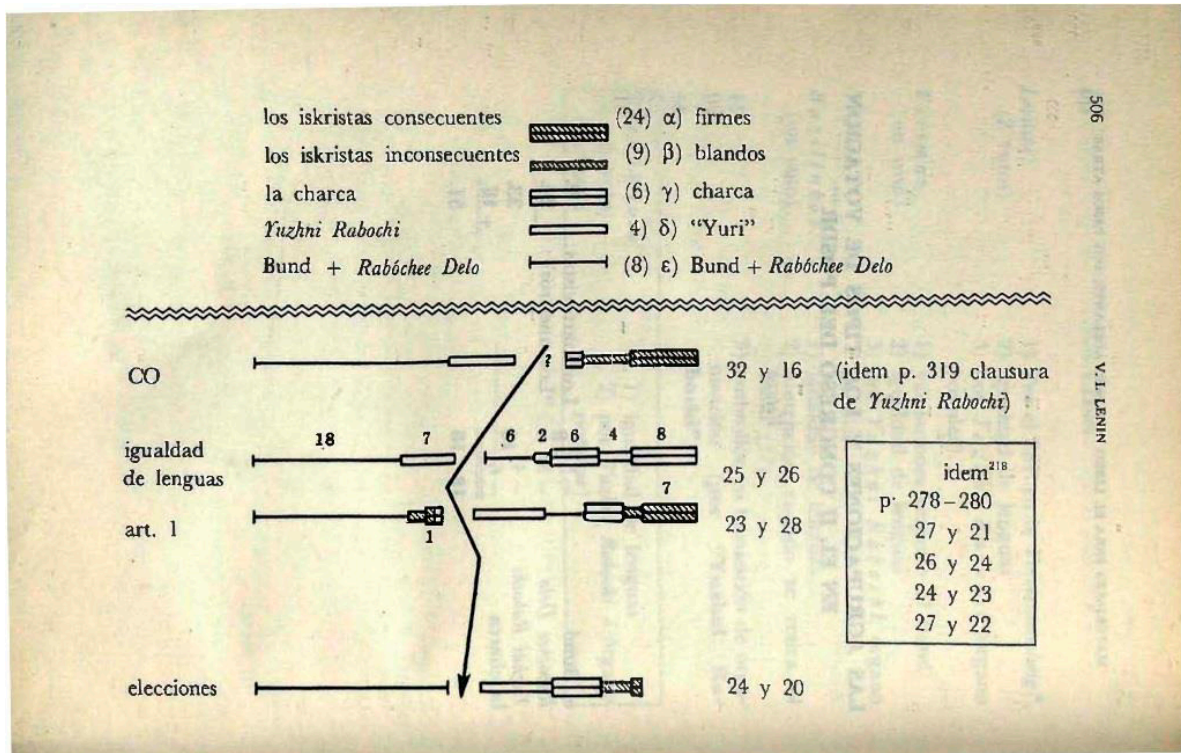 506
V. I. LENIN
los iskristas consecuentes (24) α) firmes
los iskristas inconsecuentes (9) β) blandos
la charca (6) γ) charca
Yuzhni Rabochi 4) δ) “Yuri”
Bund + Rabóchee Delo (8) ε) Bund + Rabóchee Delo
CO ? 32 y 16 (idem p. 319 clausura
de Yuzhni Rabochi)
18 7 6 2 6 4 8
igualdad
de lenguas 25 y 26
art. 1 1 7 23 y 28
idem²¹⁸
p. 278–280
27 y 21
26 y 24
24 y 23
27 y 22
elecciones 24 y 20